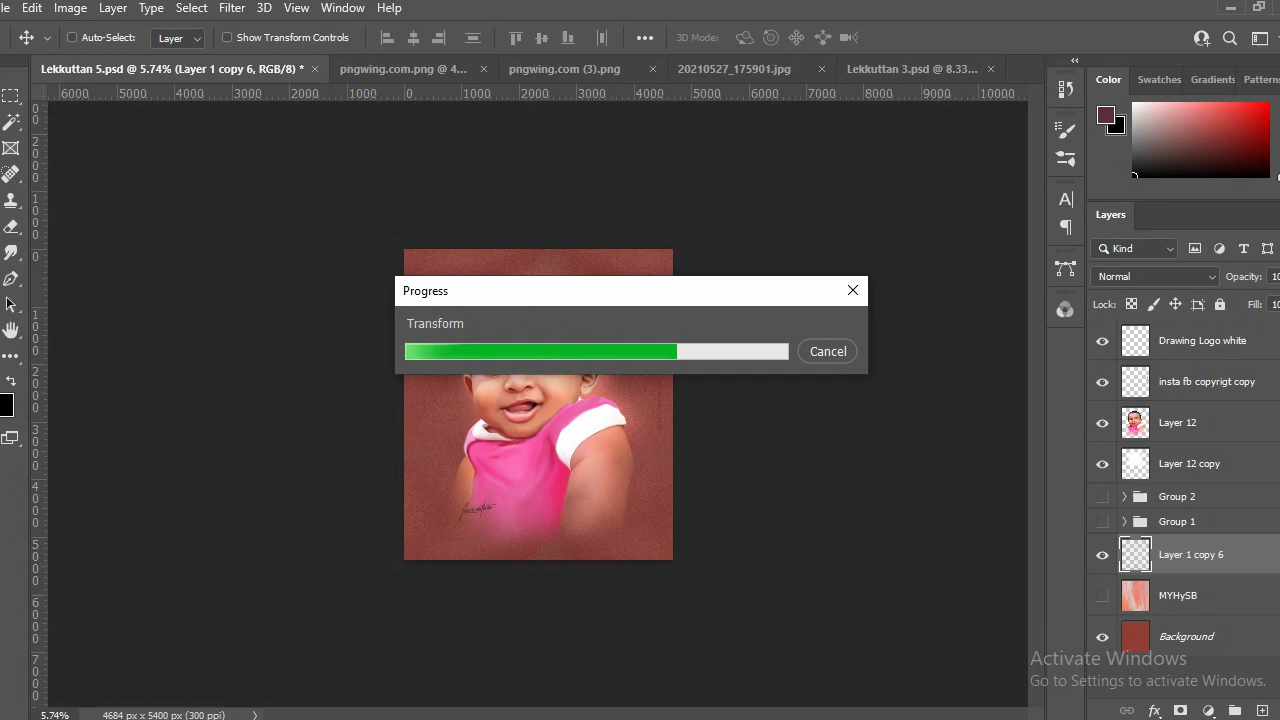 le Edit Image Layer Type Select Filter 3D View Window Help
Auto-Select: Layer Show Transform Controls 3D Mode:
Lekkuttan 5.psd @ 5.74% (Layer 1 copy 6, RGB/8) * × pngwing.com.png @ 4... × pngwing.com (3).png × 20210527_175901.jpg × Lekkuttan 3.psd @ 8.33... ×
6000 5000 4000 3000 2000 1000 0 1000 2000 3000 4000 5000 6000 7000 8000 9000 10000
Color Swatches Gradients Pattern
Layers
Kind
Normal Opacity: 10
Lock: Fill: 10
Progress
Transform
Cancel
Drawing Logo white
insta fb copyrigt copy
Layer 12
Layer 12 copy
Group 2
Group 1
Layer 1 copy 6
MYHySB
Background
Activate Windows
Go to Settings to activate Windows.
5.74% 4684 px x 5400 px (300 ppi)